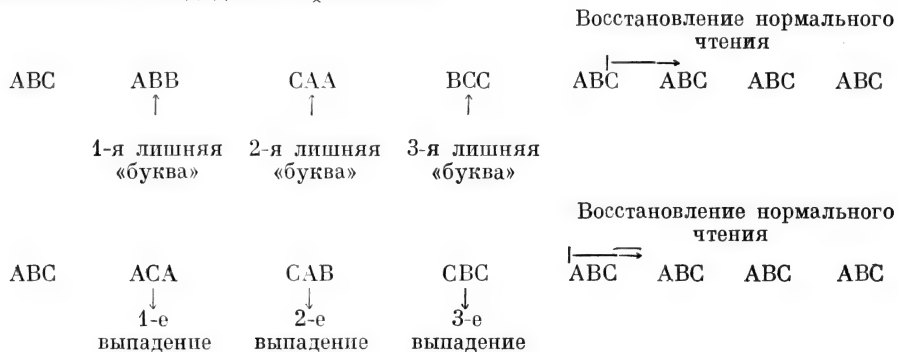 Восстановление нормального
чтения
ABC ABB CAA BCC ABC ABC ABC ABC
1-я лишняя 2-я лишняя 3-я лишняя
«буква» «буква» «буква»
Восстановление нормального
чтения
ABC ACA CAB CBC ABC ABC ABC ABC
1-е 2-е 3-е
выпадение выпадение выпадение